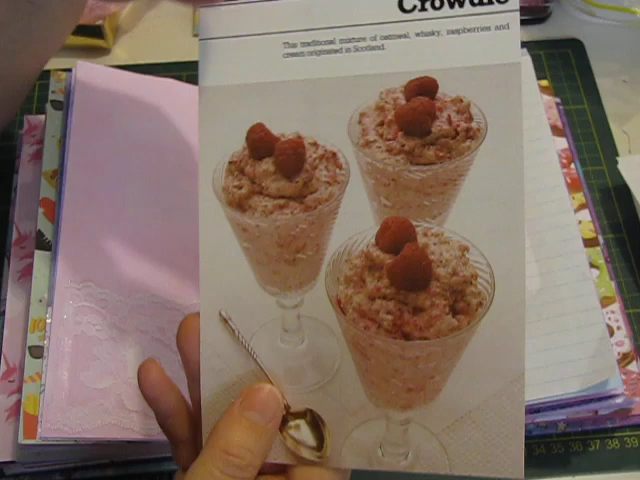 Crowdie
This traditional mixture of oatmeal, whisky, raspberries and
cream originated in Scotland.
34 35 36 37 38 39